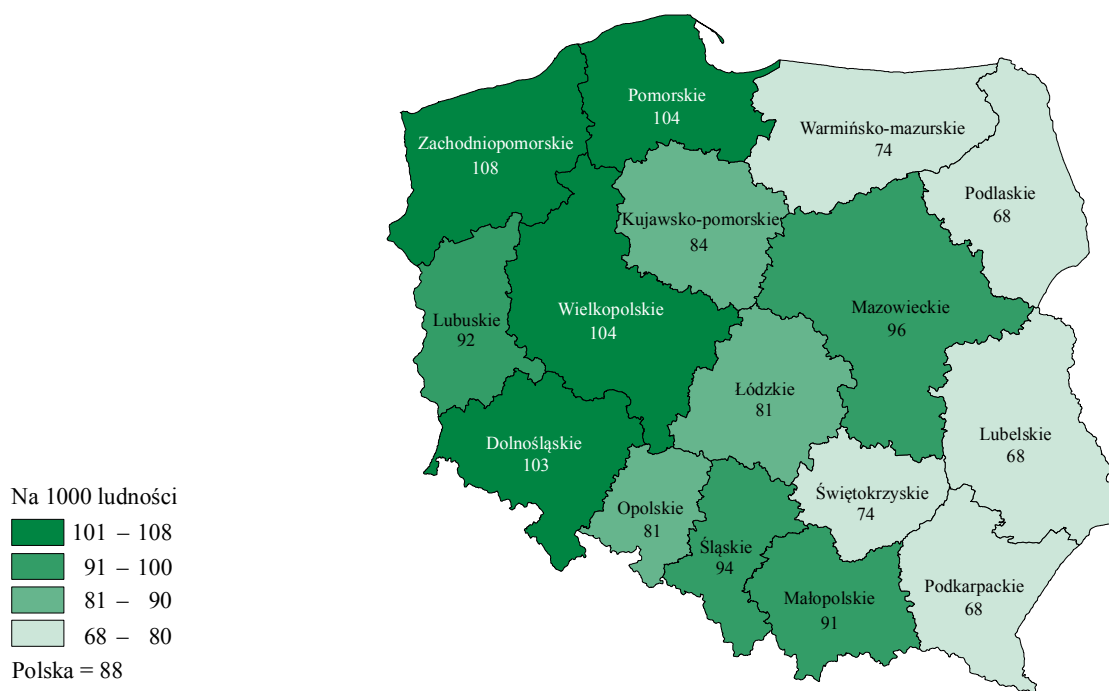 Pomorskie
104
Zachodniopomorskie
108
Warmińsko-mazurskie
74
Podlaskie
68
Kujawsko-pomorskie
84
Lubuskie
92
Wielkopolskie
104
Mazowieckie
96
Łódzkie
81
Dolnośląskie
103
Lubelskie
68
Opolskie
81
Śląskie
94
Świętokrzyskie
74
Małopolskie
91
Podkarpackie
68
Na 1000 ludności
101 – 108
91 – 100
81 – 90
68 – 80
Polska = 88